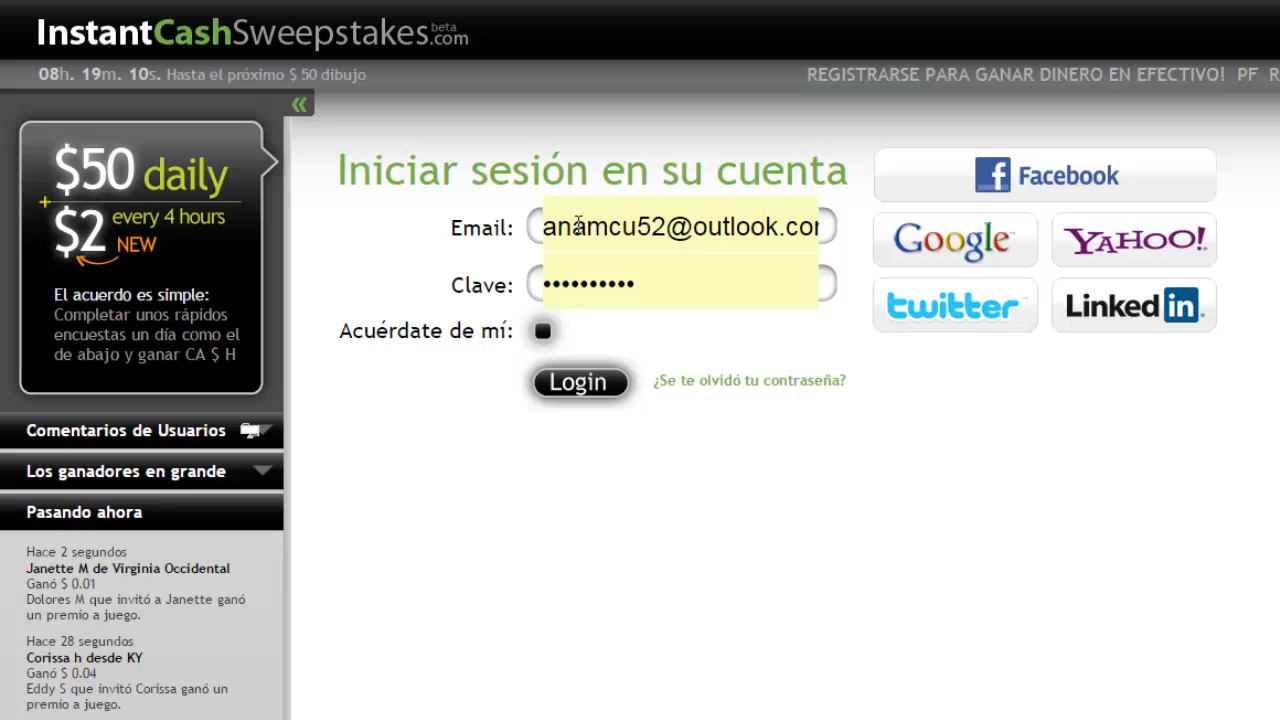 InstantCashSweepstakes.com beta
08h. 19m. 10s. Hasta el próximo $ 50 dibujo
REGISTRARSE PARA GANAR DINERO EN EFECTIVO! PF R
«
$50 daily
+
$2 every 4 hours
NEW
El acuerdo es simple:
Completar unos rápidos
encuestas un día como el
de abajo y ganar CA $ H
Comentarios de Usuarios
Los ganadores en grande
Pasando ahora
Hace 2 segundos
Janette M de Virginia Occidental
Ganó $ 0.01
Dolores M que invitó a Janette ganó
un premio a juego.
Hace 28 segundos
Corissa h desde KY
Ganó $ 0.04
Eddy S que invitó Corissa ganó un
premio a juego.
Iniciar sesión en su cuenta
Email: anamcu52@outlook.com
Clave: ••••••••••
Acuérdate de mí:
Login
¿Se te olvidó tu contraseña?
Facebook
Google YAHOO!
twitter Linked in